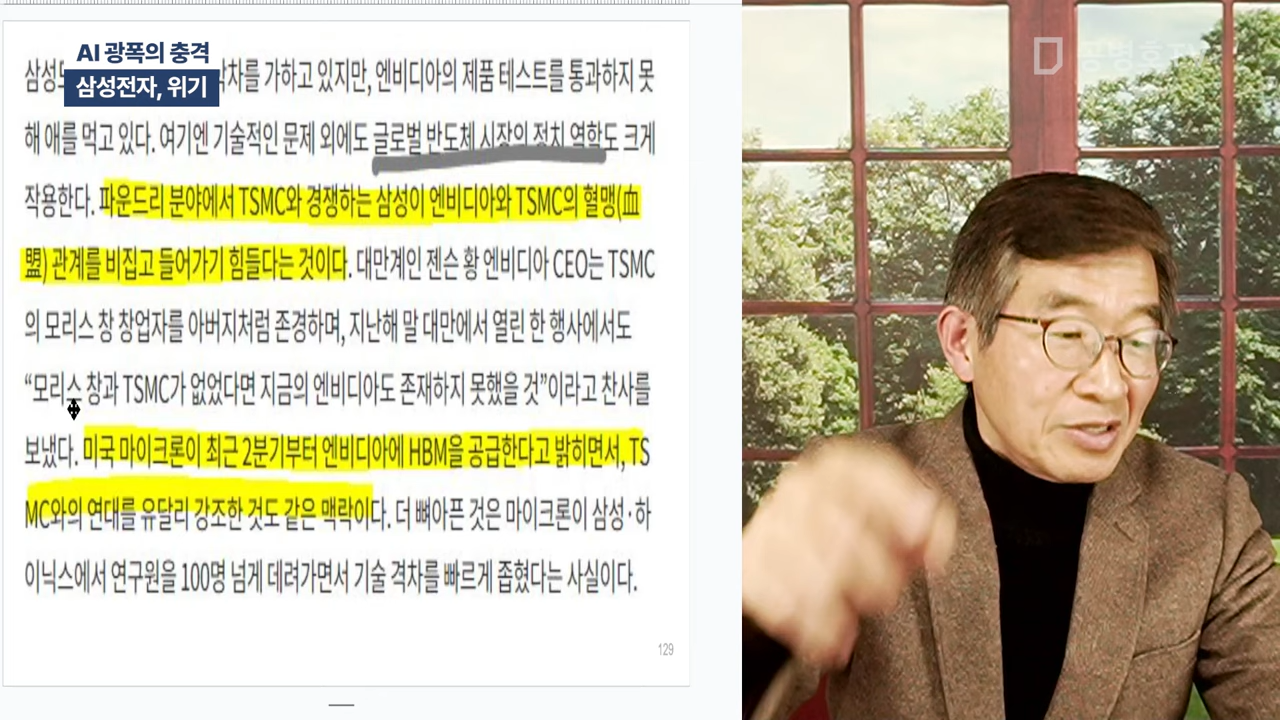 AI 광폭의 충격
삼성전자, 위기
가하고 있지만, 엔비디아의 제품 테스트를 통과하지 못
해 애를 먹고 있다. 여기엔 기술적인 문제 외에도 글로벌 반도체 시장의 정치 역학도 크게
작용한다. 파운드리 분야에서 TSMC와 경쟁하는 삼성이 엔비디아와 TSMC의 혈맹(血
盟) 관계를 비집고 들어가기 힘들다는 것이다. 대만계인 젠슨 황 엔비디아 CEO는 TSMC
의 모리스 창 창업자를 아버지처럼 존경하며, 지난해 말 대만에서 열린 한 행사에서도
“모리스 창과 TSMC가 없었다면 지금의 엔비디아도 존재하지 못했을 것”이라고 찬사를
보냈다. 미국 마이크론이 최근 2분기부터 엔비디아에 HBM을 공급한다고 밝히면서, TS
MC와의 연대를 유달리 강조한 것도 같은 맥락이다. 더 뼈아픈 것은 마이크론이 삼성·하
이닉스에서 연구원을 100명 넘게 데려가면서 기술 격차를 빠르게 좁혔다는 사실이다.
129
공병호TV